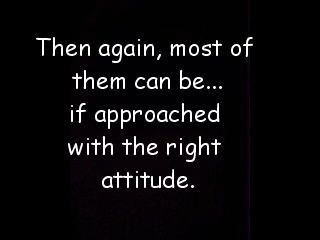 Then again, most of
them can be...
if approached
with the right
attitude.